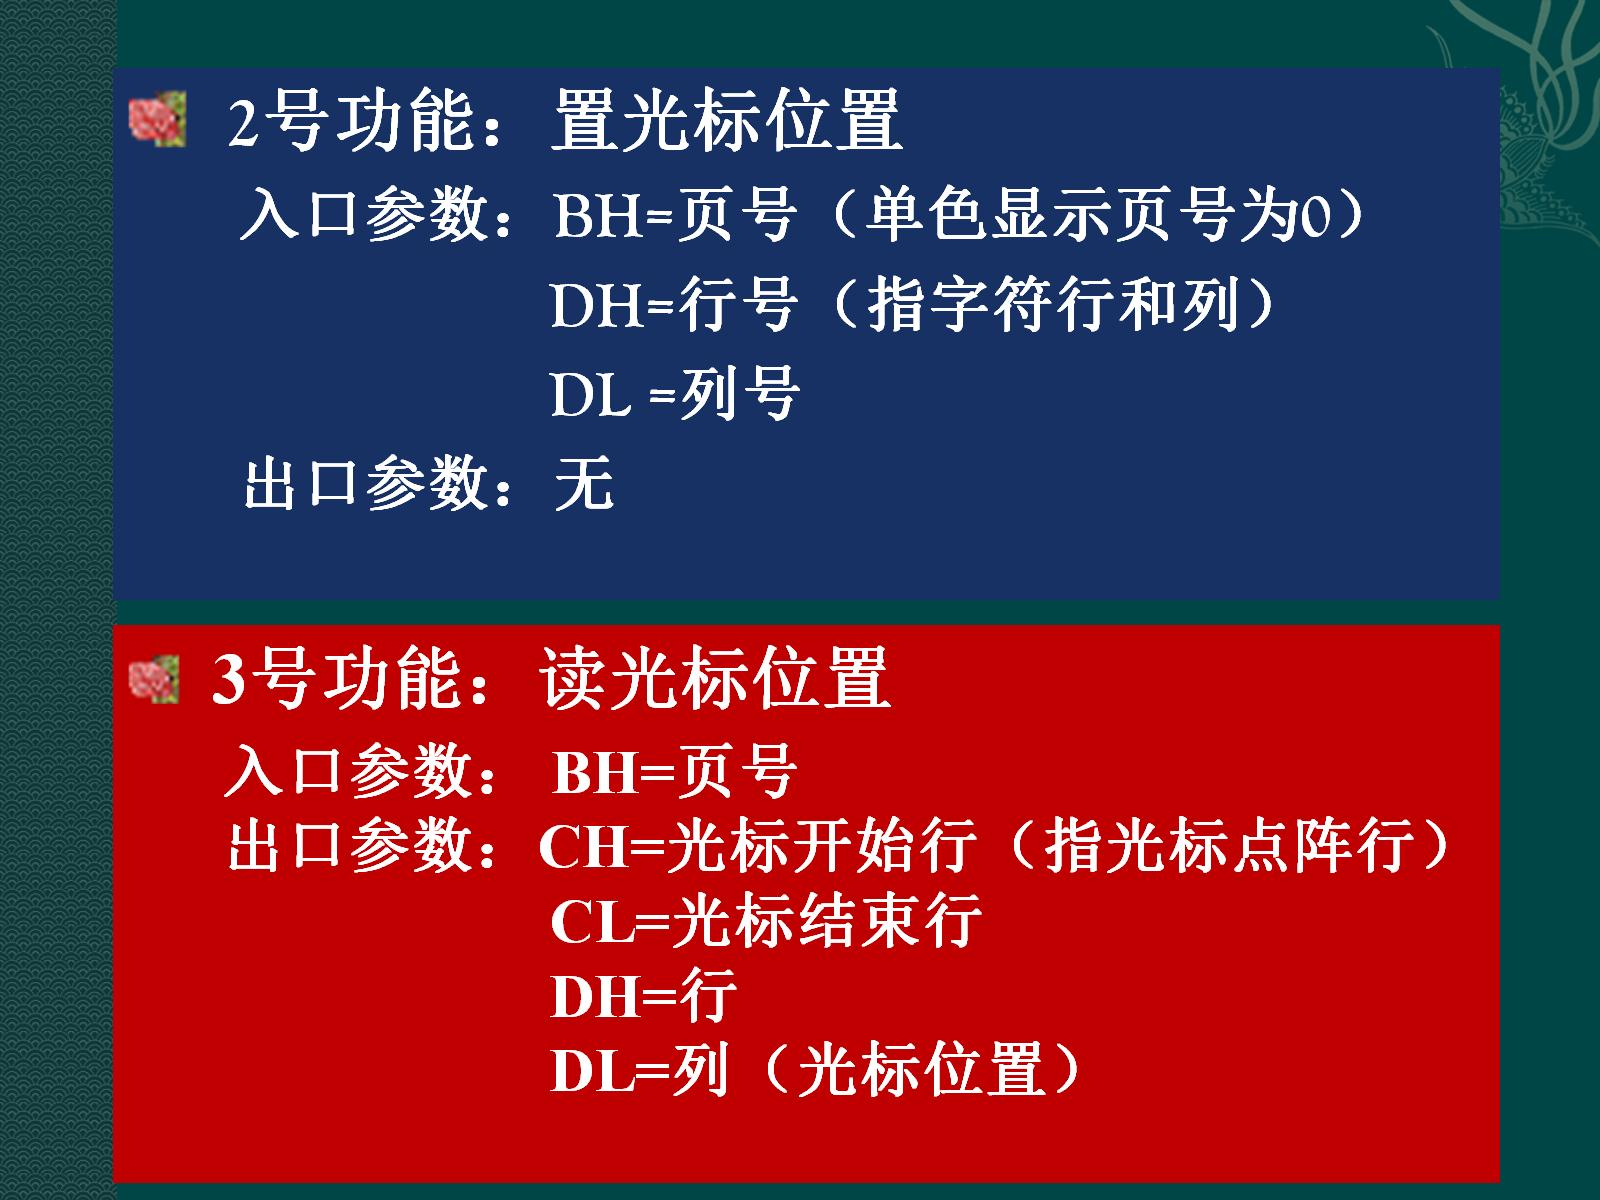 2号功能：置光标位置
入口参数：BH=页号（单色显示页号为0）
DH=行号（指字符行和列）
DL =列号
出口参数：无
3号功能：读光标位置
入口参数： BH=页号
出口参数：CH=光标开始行（指光标点阵行）
CL=光标结束行
DH=行
DL=列（光标位置）